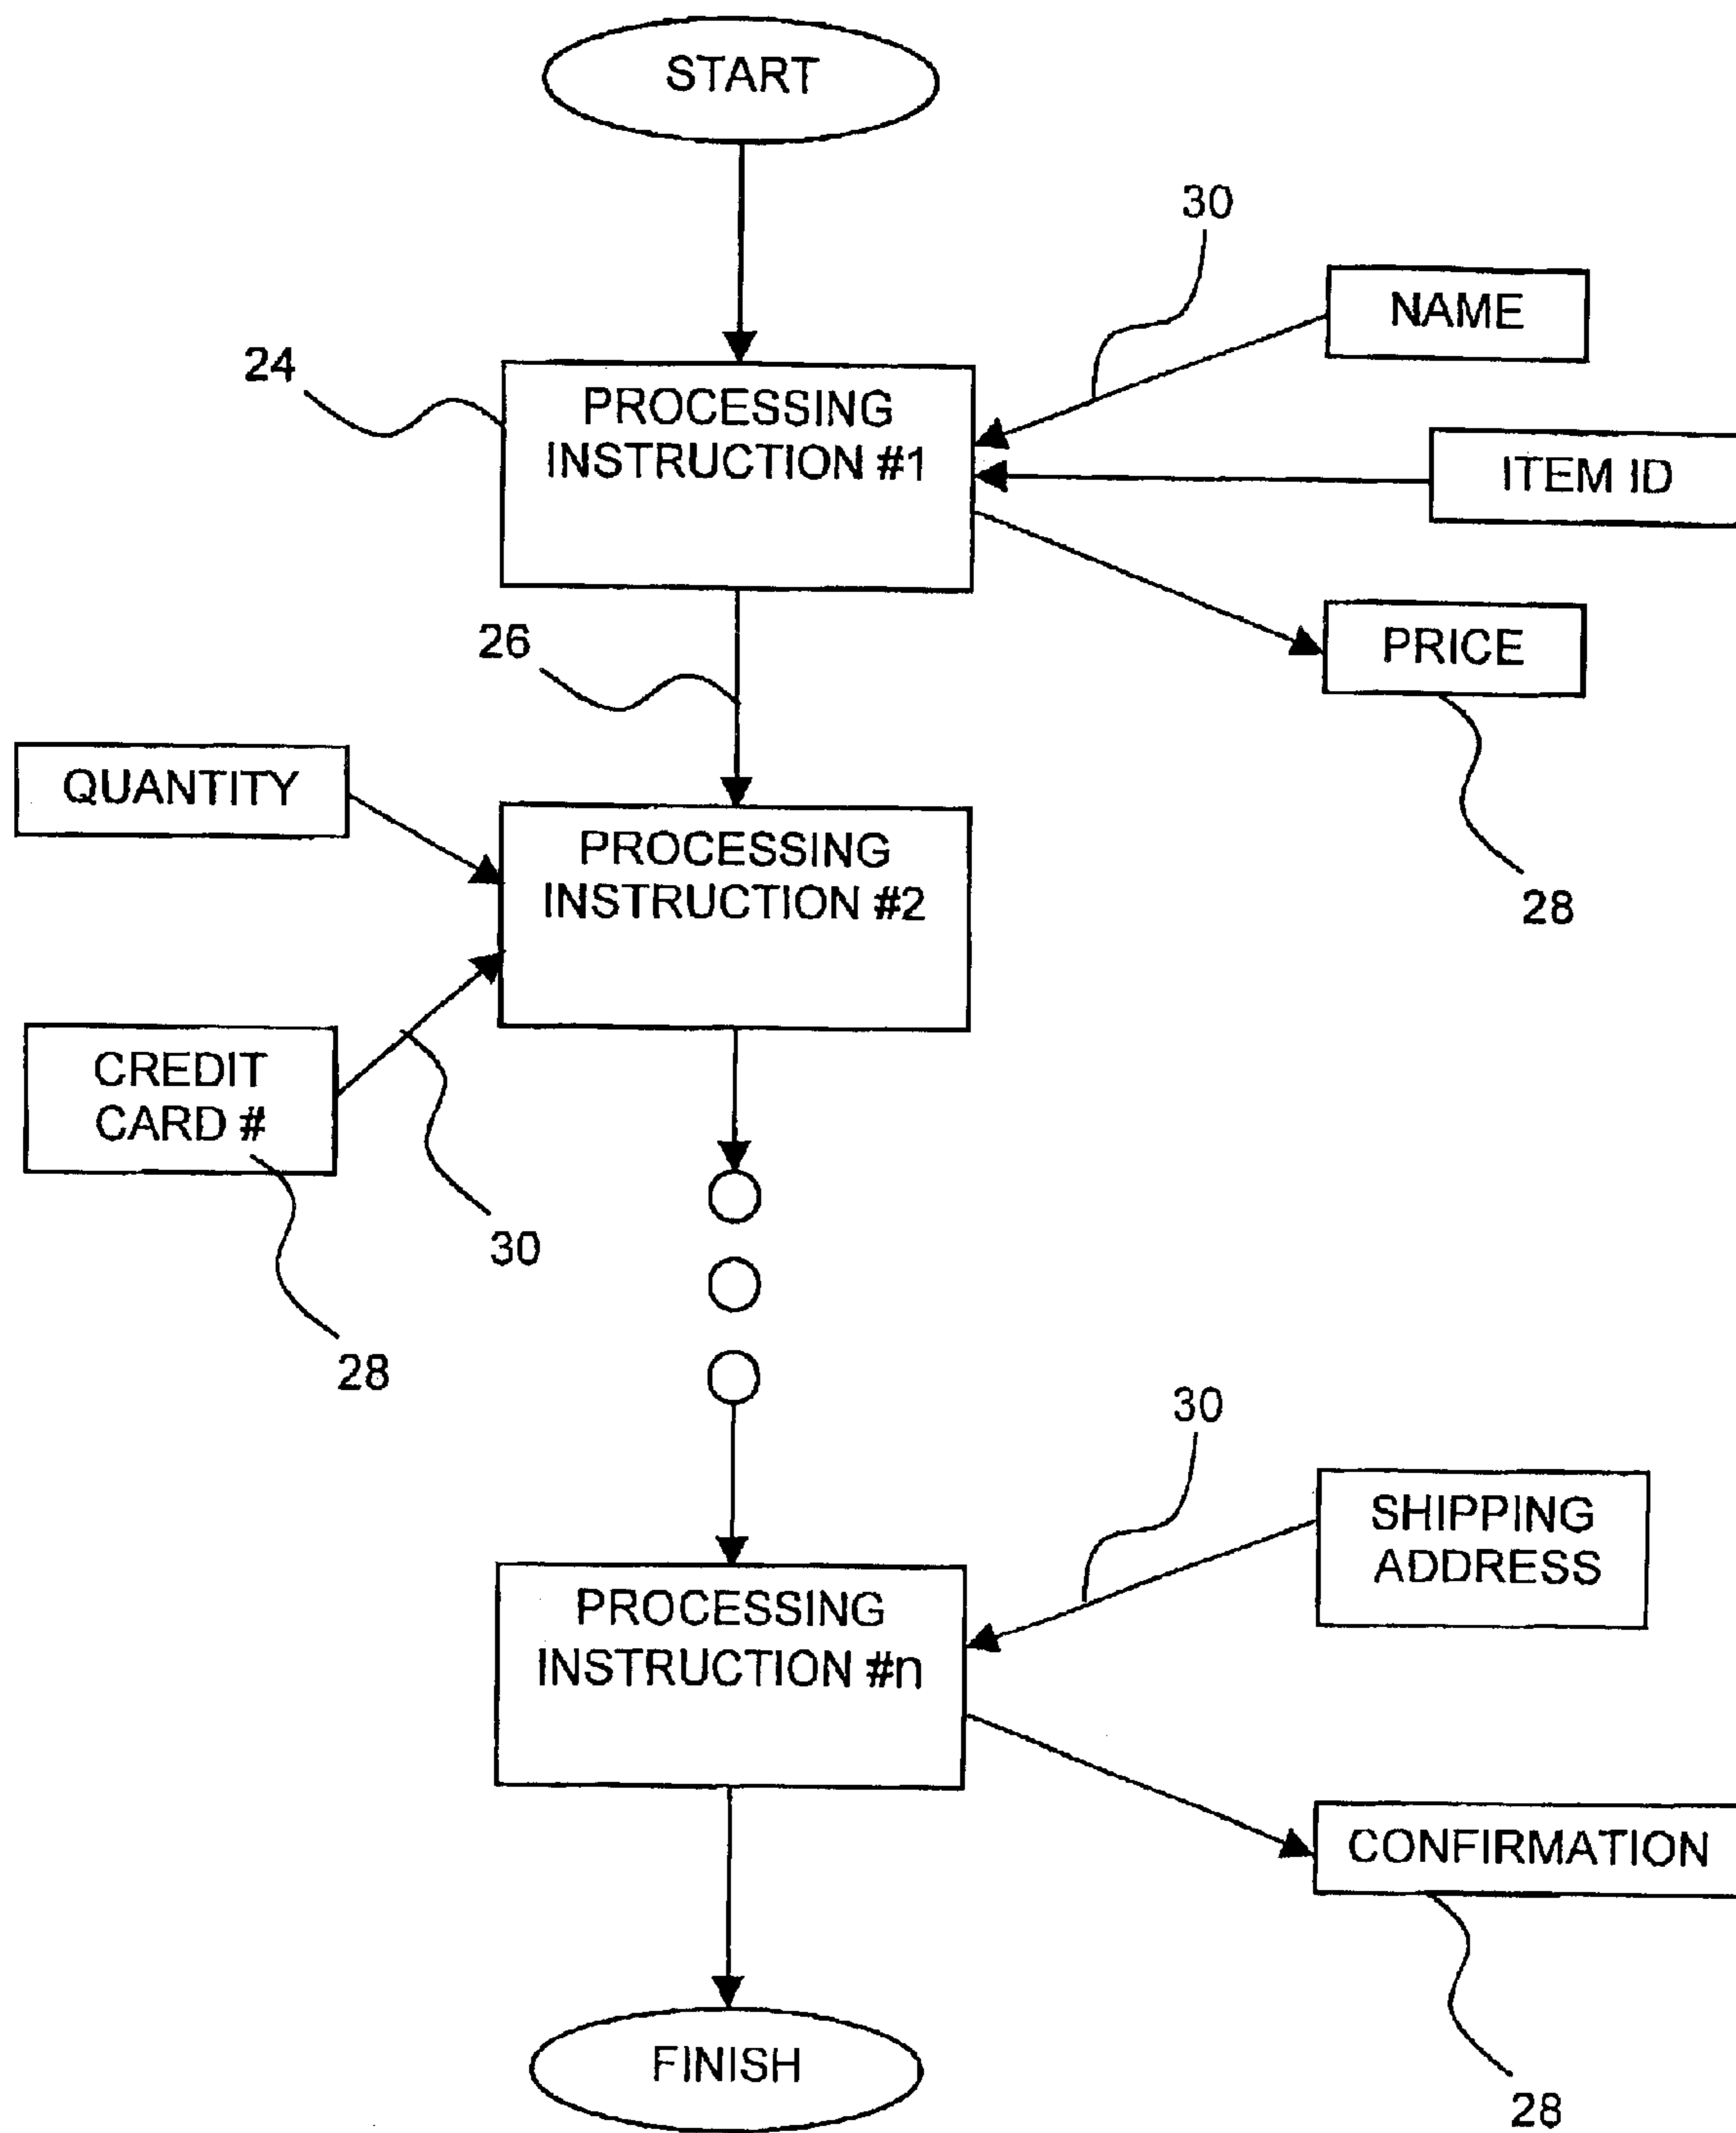 START
30
NAME
24
PROCESSING
INSTRUCTION #1
ITEM ID
26
PRICE
QUANTITY
PROCESSING
INSTRUCTION #2
28
CREDIT
CARD #
30
28
30
SHIPPING
ADDRESS
PROCESSING
INSTRUCTION #n
CONFIRMATION
FINISH
28